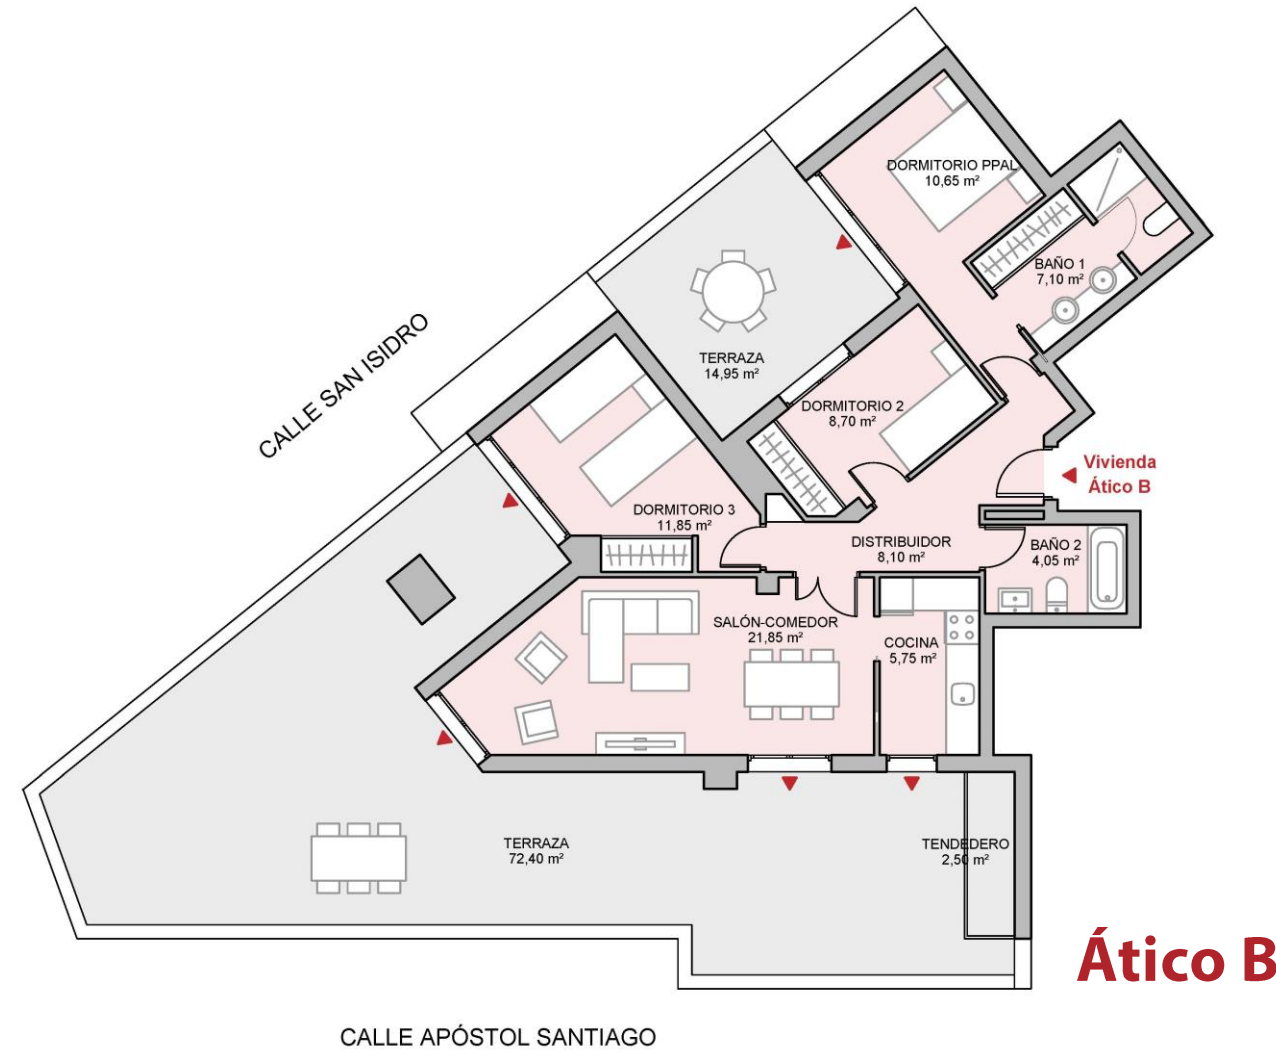 DORMITORIO PPAL
10,65 m²
BAÑO 1
7,10 m²
CALLE SAN ISIDRO
TERRAZA
14,95 m²
DORMITORIO 2
8,70 m²
Vivienda
Ático B
DORMITORIO 3
11,85 m²
DISTRIBUIDOR
8,10 m²
BAÑO 2
4,05 m²
SALÓN-COMEDOR
21,85 m²
COCINA
5,75 m²
TERRAZA
72,40 m²
TENDEDERO
2,50 m²
Ático B
CALLE APÓSTOL SANTIAGO